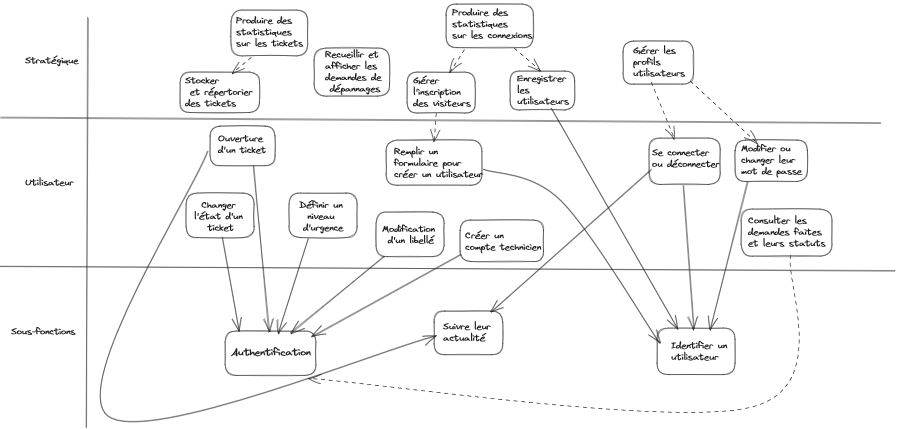 Stratégique
Produire des
statistiques
sur les tickets
Stocker
et répertorier
des tickets
Recueillir et
afficher les
demandes de
dépannages
Produire des
statistiques
sur les connexions
Gérer
l'inscription
des visiteurs
Enregistrer
les
utilisateurs
Gérer les
profils
utilisateurs
Utilisateur
Ouverture
d'un ticket
Changer
l'état d'un
ticket
Définir un
niveau
d'urgence
Modification
d'un libellé
Remplir un
formulaire pour
créer un utilisateur
Créer un
compte technicien
Se connecter
ou déconnecter
Modifier ou
changer leur
mot de passe
Consulter les
demandes faites
et leurs statuts
Sous-fonctions
Authentification
Suivre leur
actualité
Identifier un
utilisateur